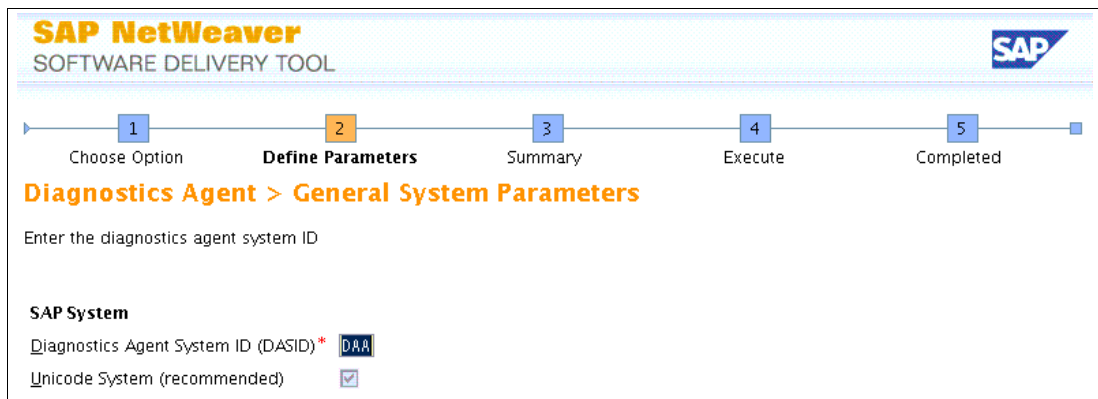 SAP NetWeaver
SOFTWARE DELIVERY TOOL
SAP
1 2 3 4 5
Choose Option Define Parameters Summary Execute Completed
Diagnostics Agent > General System Parameters
Enter the diagnostics agent system ID
SAP System
Diagnostics Agent System ID (DASID)* DAA
Unicode System (recommended)